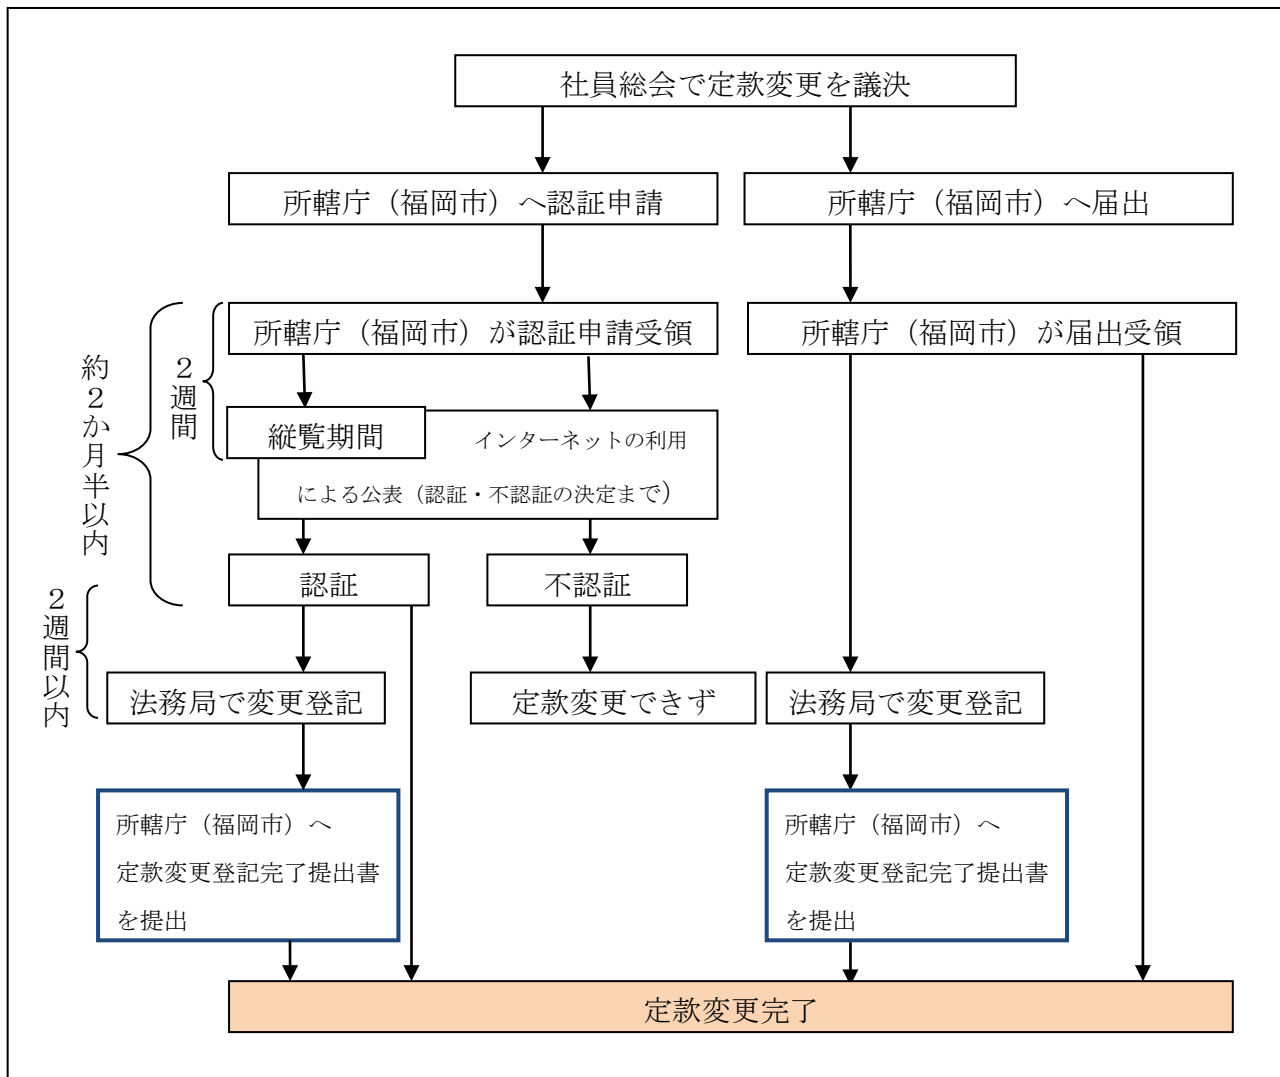 社員総会で定款変更を議決
所轄庁（福岡市）へ認証申請
所轄庁（福岡市）へ届出
所轄庁（福岡市）が認証申請受領
所轄庁（福岡市）が届出受領
約２か月半以内
２週間
縦覧期間
インターネットの利用
による公表（認証・不認証の決定まで）
認証
不認証
２週間以内
法務局で変更登記
定款変更できず
法務局で変更登記
所轄庁（福岡市）へ
定款変更登記完了提出書
を提出
所轄庁（福岡市）へ
定款変更登記完了提出書
を提出
定款変更完了